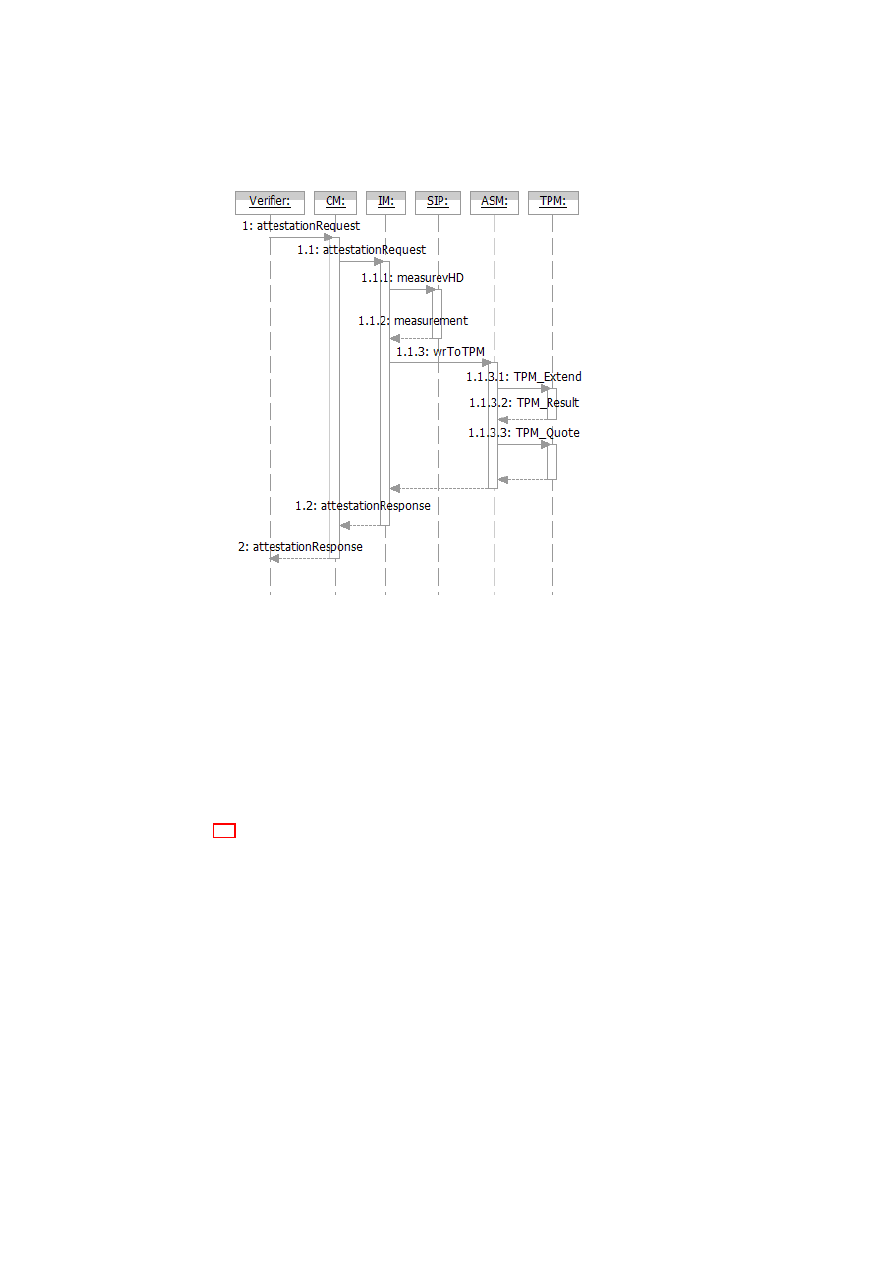 Verifier: CM: IM: SIP: ASM: TPM:
1: attestationRequest
1.1: attestationRequest
1.1.1: measurevHD
1.1.2: measurement
1.1.3: wrToTPM
1.1.3.1: TPM_Extend
1.1.3.2: TPM_Result
1.1.3.3: TPM_Quote
1.2: attestationResponse
2: attestationResponse